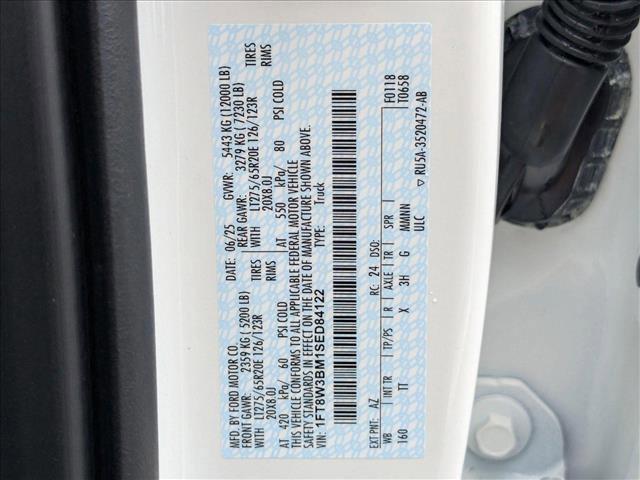 MFD. BY FORD MOTOR CO.
DATE: 06/25 GVWR: 5443 KG (12000 LB)
FRONT GAWR: 2359 KG (5200 LB) REAR GAWR: 3279 KG (7230 LB)
LT275/65R20E 126/123R TIRES WITH LT275/65R20E 126/123R TIRES
20X8.0J RIMS 20X8.0J RIMS
AT 420 kPa/ 60 PSI COLD AT 550 kPa/ 80 PSI COLD
THIS VEHICLE CONFORMS TO ALL APPLICABLE FEDERAL MOTOR VEHICLE
SAFETY STANDARDS IN EFFECT ON THE DATE OF MANUFACTURE SHOWN ABOVE.
VIN: 1FT8W3BM1SED84122
TYPE: Truck
F0118
T0658
EXT PNT: AZ RC: 24 DSO:
WB INT TR TP/PS R AXLE TR SPR
160 TT X 3H G MMANN
ULC
▽ RU5A-3520472-AB